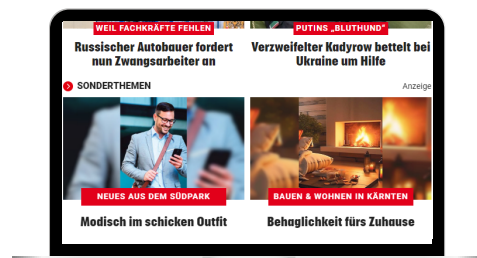 WEIL FACHKRÄFTE FEHLEN
Russischer Autobauer fordert
nun Zwangsarbeiter an
PUTINS „BLUTHUND“
Verzweifelter Kadyrow bettelt bei
Ukraine um Hilfe
SONDERTHEMEN
Anzeige
NEUES AUS DEM SÜDPARK
Modisch im schicken Outfit
BAUEN & WOHNEN IN KÄRNTEN
Behaglichkeit fürs Zuhause